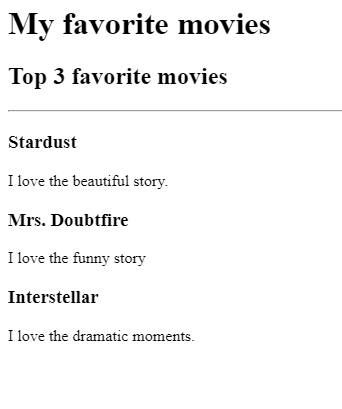 My favorite movies
Top 3 favorite movies
Stardust
I love the beautiful story.
Mrs. Doubtfire
I love the funny story
Interstellar
I love the dramatic moments.